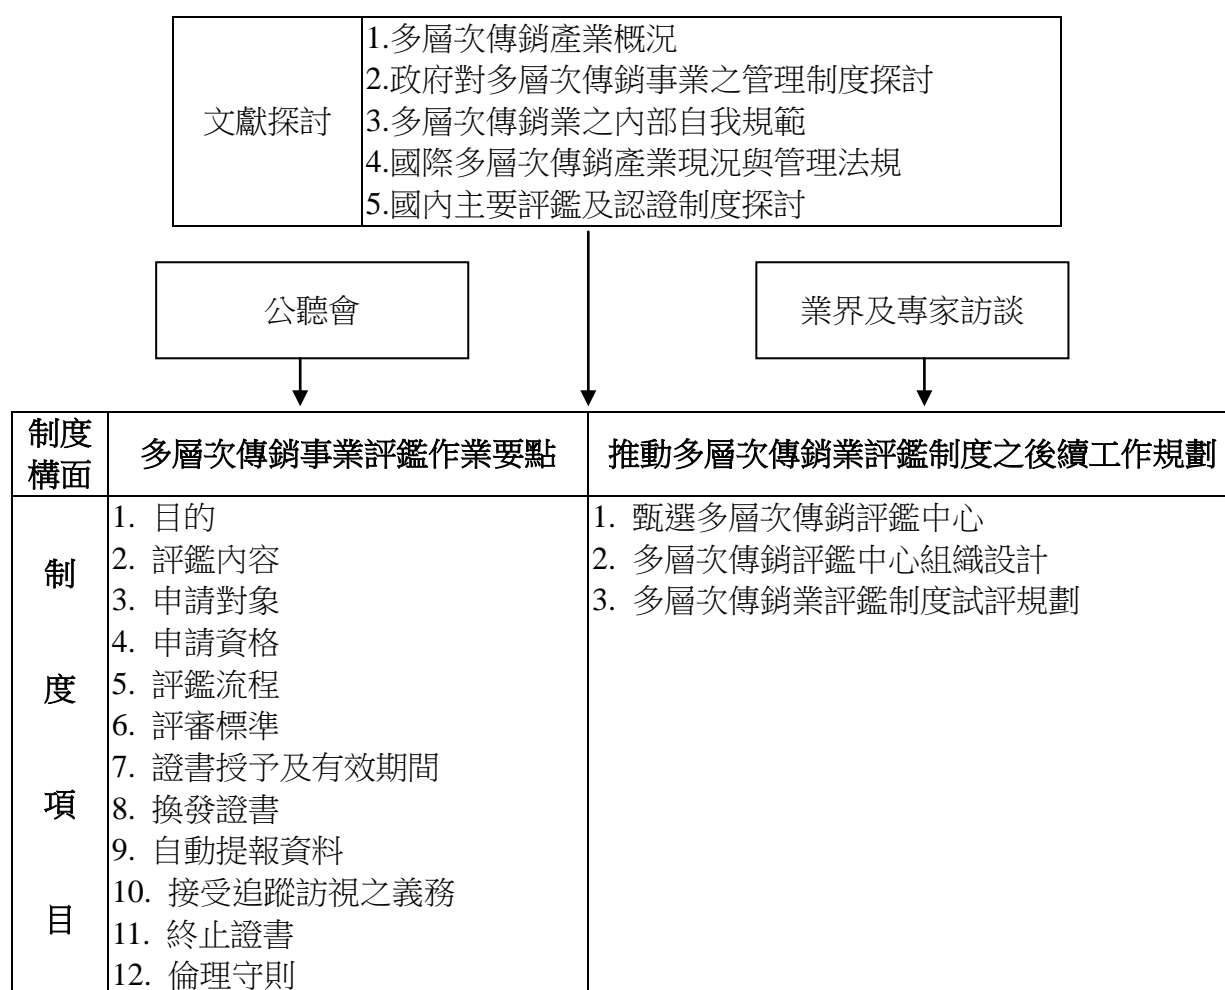 文獻探討
1.多層次傳銷產業概況
2.政府對多層次傳銷事業之管理制度探討
3.多層次傳銷業之內部自我規範
4.國際多層次傳銷產業現況與管理法規
5.國內主要評鑑及認證制度探討
公聽會
業界及專家訪談
制度
構面
多層次傳銷事業評鑑作業要點
推動多層次傳銷業評鑑制度之後續工作規劃
制
度
項
目
1. 目的
2. 評鑑內容
3. 申請對象
4. 申請資格
5. 評鑑流程
6. 評審標準
7. 證書授予及有效期間
8. 換發證書
9. 自動提報資料
10. 接受追蹤訪視之義務
11. 終止證書
12. 倫理守則
1. 甄選多層次傳銷評鑑中心
2. 多層次傳銷評鑑中心組織設計
3. 多層次傳銷業評鑑制度試評規劃